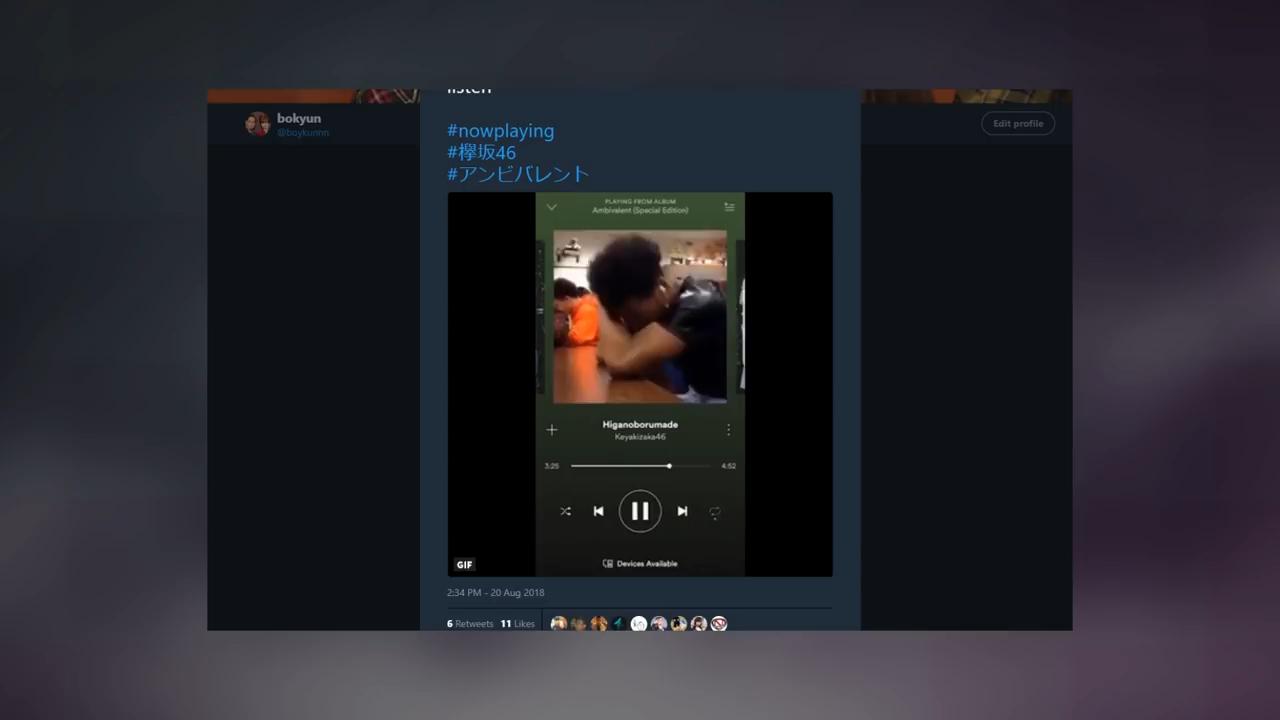 listen
bokyun
@boykunnn
Edit profile
#nowplaying
#欅坂46
#アンビバレント
PLAYING FROM ALBUM
Ambivalent (Special Edition)
Higanoborumade
Keyakizaka46
3:25
4:52
Devices Available
GIF
2:34 PM - 20 Aug 2018
6 Retweets 11 Likes